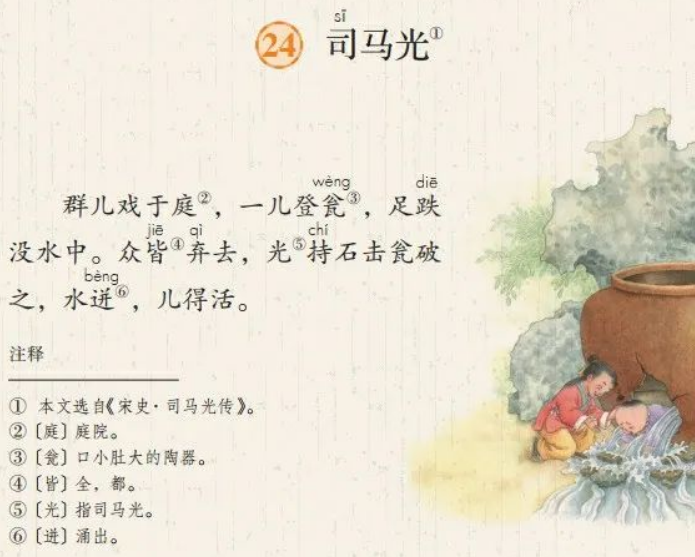 sī
24 司马光①
wèng diē
群儿戏于庭②，一儿登瓮③，足跌
jiē qì chí
没水中。众皆④弃去，光⑤持石击瓮破
bèng
之，水迸⑥，儿得活。
注释
① 本文选自《宋史·司马光传》。
②〔庭〕庭院。
③〔瓮〕口小肚大的陶器。
④〔皆〕全，都。
⑤〔光〕指司马光。
⑥〔迸〕涌出。